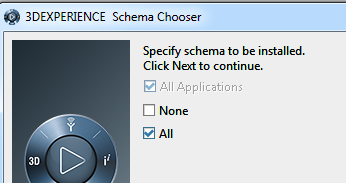 3DEXPERIENCE Schema Chooser
Specify schema to be installed.
Click Next to continue.
All Applications
None
All
3D
i²